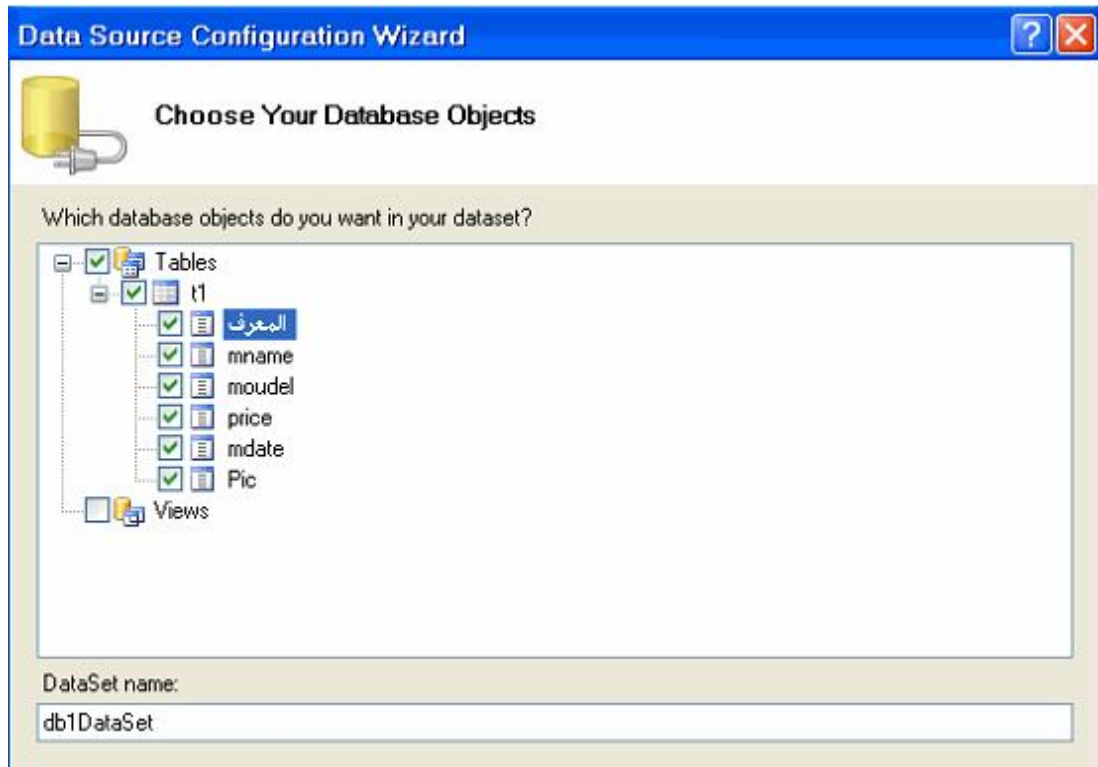 Data Source Configuration Wizard
Choose Your Database Objects
Which database objects do you want in your dataset?
Tables
t1
المعرف
mname
moudel
price
mdate
Pic
Views
DataSet name:
db1DataSet